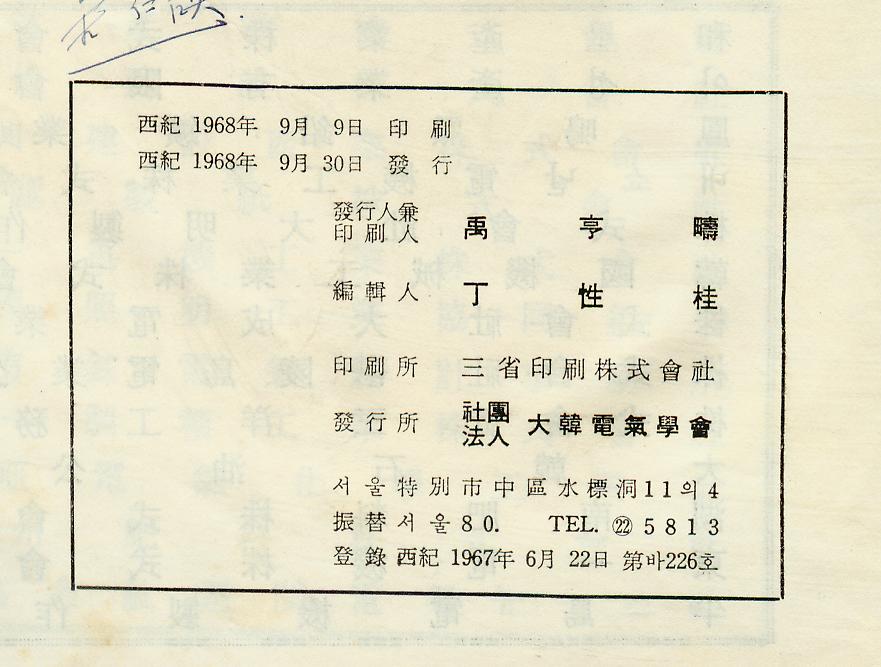 西紀 1968年 9月 9日 印刷
西紀 1968年 9月 30日 發行
發行人兼
印刷人 禹亨疇
編輯人 丁性桂
印刷所 三省印刷株式會社
發行所 社團法人 大韓電氣學會
서울特別市中區水標洞11의4
振替서울80. TEL. ㉒5813
登錄西紀 1967年 6月 22日 第바226호